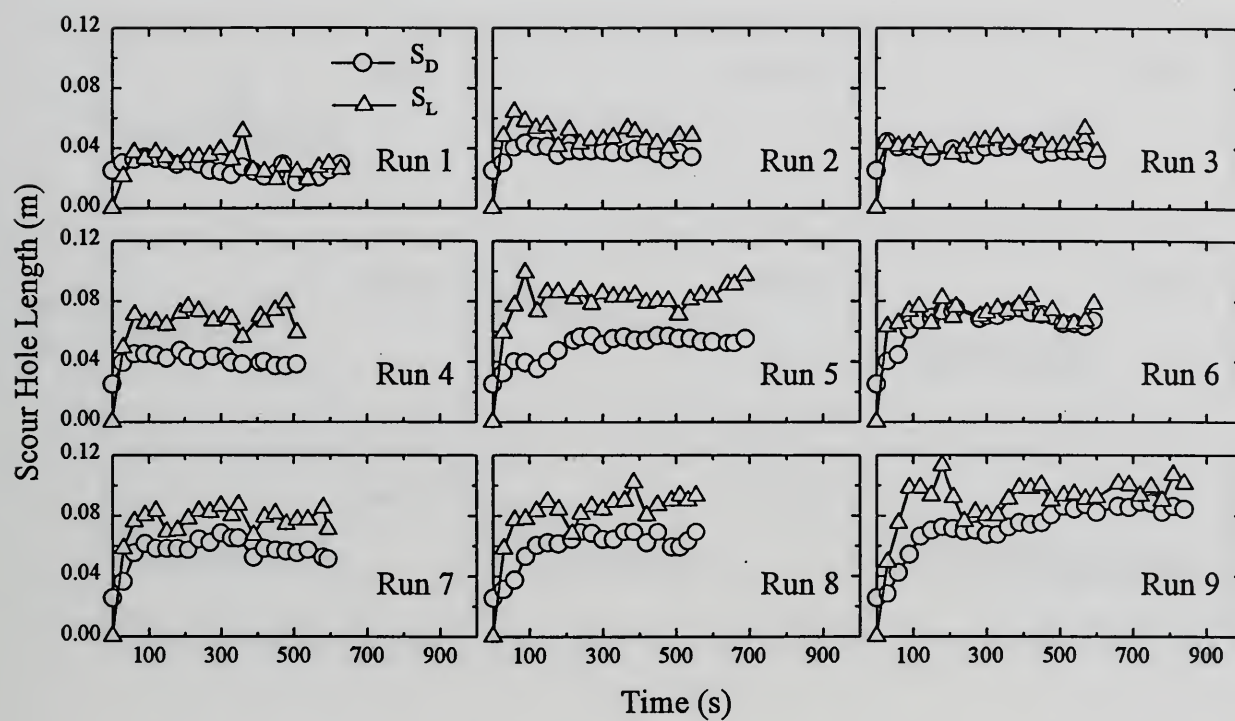 0.12
0.08
0.04
0.00
S_D
S_L
Run 1
Run 2
Run 3
0.12
0.08
0.04
0.00
Run 4
Run 5
Run 6
0.12
0.08
0.04
0.00
Run 7
Run 8
Run 9
100 300 500 700 900
100 300 500 700 900
100 300 500 700 900
Scour Hole Length (m)
Time (s)